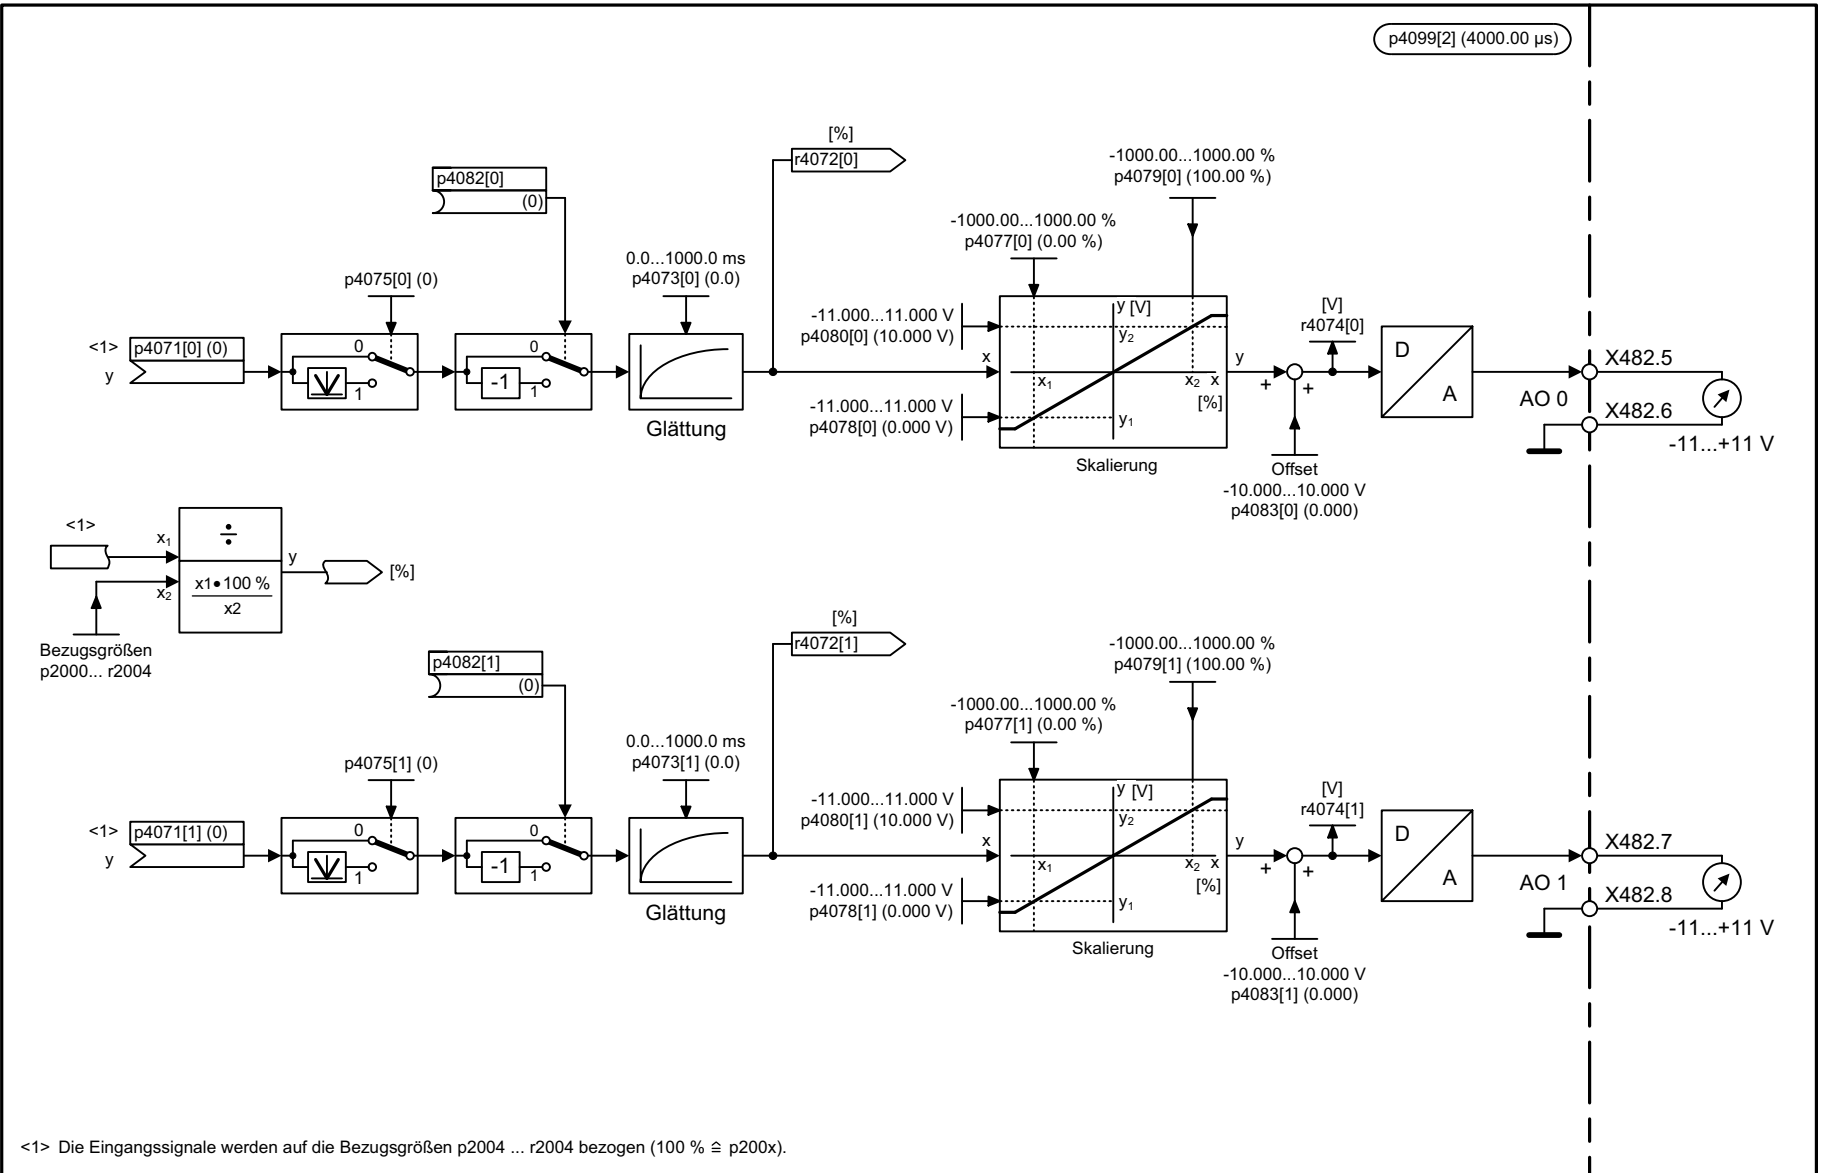 p4099[2] (4000.00 µs)
[%]
r4072[0]
-1000.00...1000.00 %
p4079[0] (100.00 %)
p4082[0]
(0)
-1000.00...1000.00 %
p4077[0] (0.00 %)
0.0...1000.0 ms
p4073[0] (0.0)
p4075[0] (0)
-11.000...11.000 V
p4080[0] (10.000 V)
y [V]
y2
[V]
r4074[0]
<1>
p4071[0] (0)
y
0
1
0
-1
1
Glättung
x
x1
x2 x
[%]
y
+
+
D
A
X482.5
AO 0
X482.6
-11...+11 V
-11.000...11.000 V
p4078[0] (0.000 V)
y1
Skalierung
Offset
-10.000...10.000 V
p4083[0] (0.000)
<1>
x1
÷
y
[%]
x2
x1•100 %
x2
Bezugsgrößen
p2000... r2004
[%]
r4072[1]
-1000.00...1000.00 %
p4079[1] (100.00 %)
p4082[1]
(0)
-1000.00...1000.00 %
p4077[1] (0.00 %)
0.0...1000.0 ms
p4073[1] (0.0)
p4075[1] (0)
-11.000...11.000 V
p4080[1] (10.000 V)
y [V]
y2
[V]
r4074[1]
<1>
p4071[1] (0)
y
0
1
0
-1
1
Glättung
x
x1
x2 x
[%]
y
+
+
D
A
X482.7
AO 1
X482.8
-11...+11 V
-11.000...11.000 V
p4078[1] (0.000 V)
y1
Skalierung
Offset
-10.000...10.000 V
p4083[1] (0.000)
<1> Die Eingangssignale werden auf die Bezugsgrößen p2004 ... r2004 bezogen (100 % ≙ p200x).